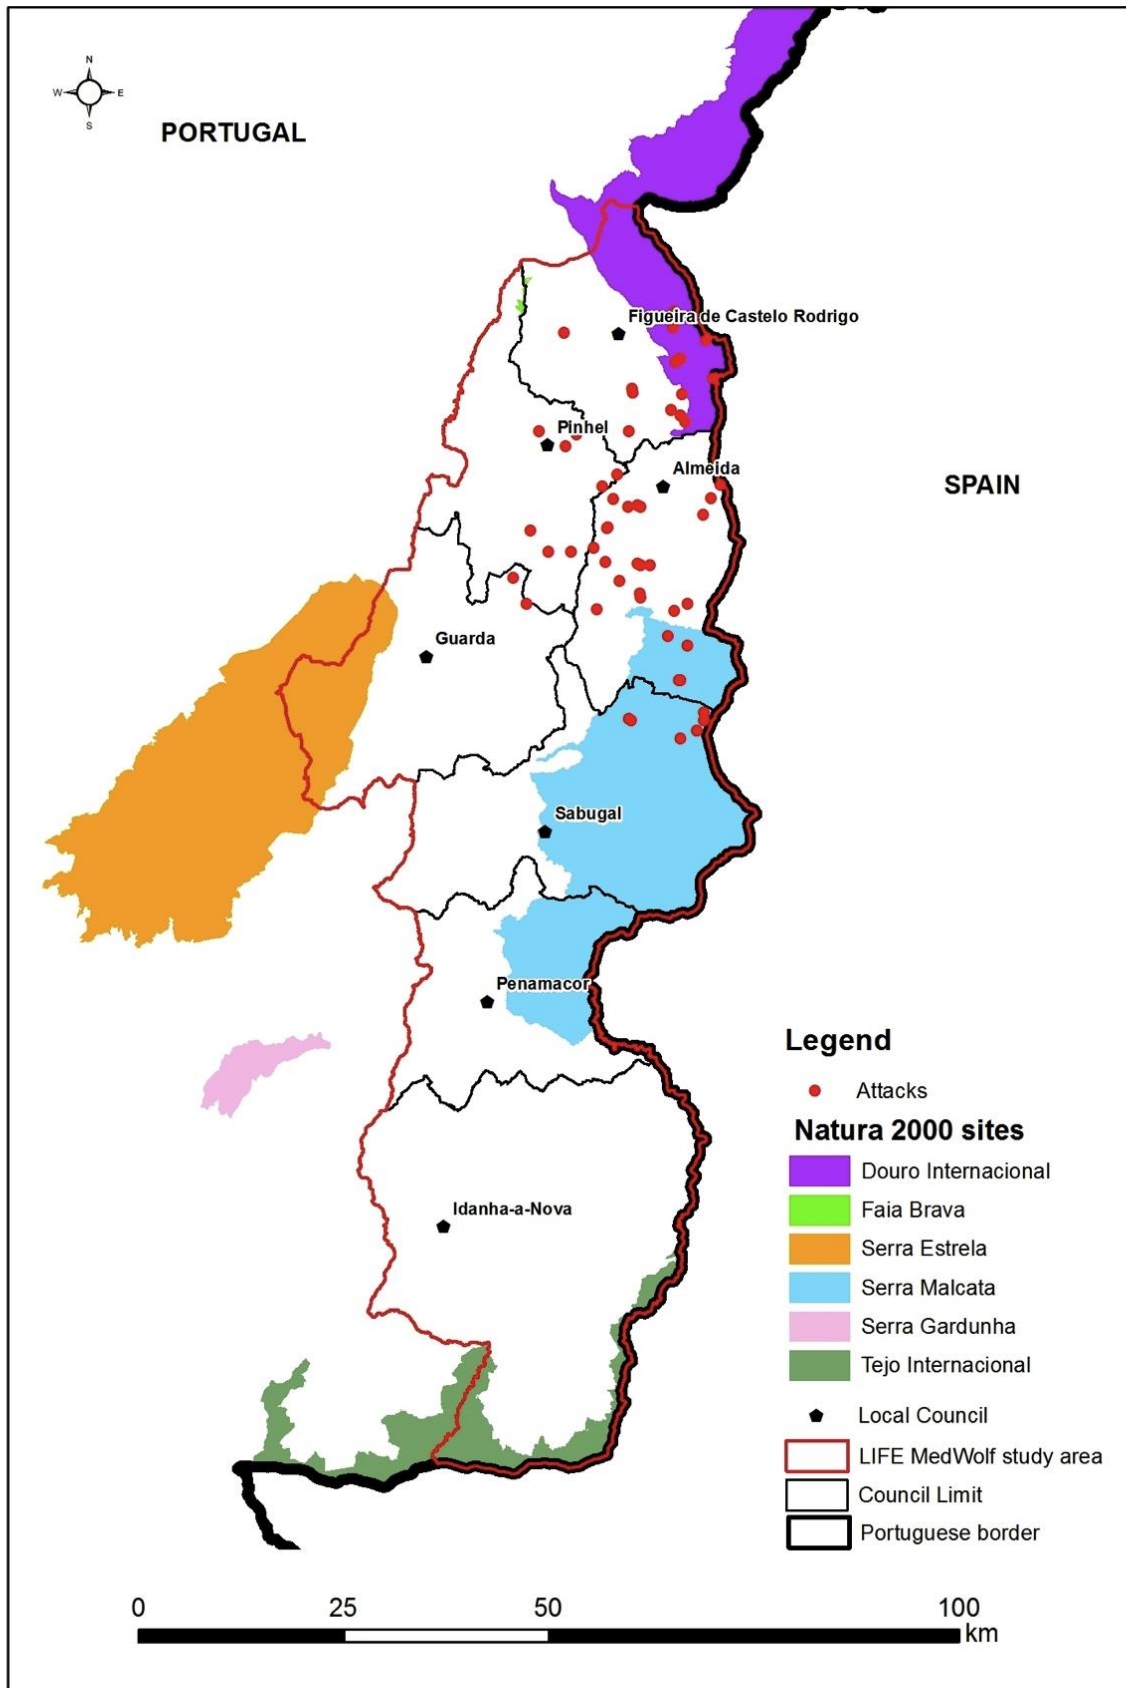 N
W E
S
PORTUGAL
Figueira de Castelo Rodrigo
Pinhel
Almeida
SPAIN
Guarda
Sabugal
Penamacor
Idanha-a-Nova
Legend
Attacks
Natura 2000 sites
Douro Internacional
Faia Brava
Serra Estrela
Serra Malcata
Serra Gardunha
Tejo Internacional
Local Council
LIFE MedWolf study area
Council Limit
Portuguese border
0 25 50 100
km